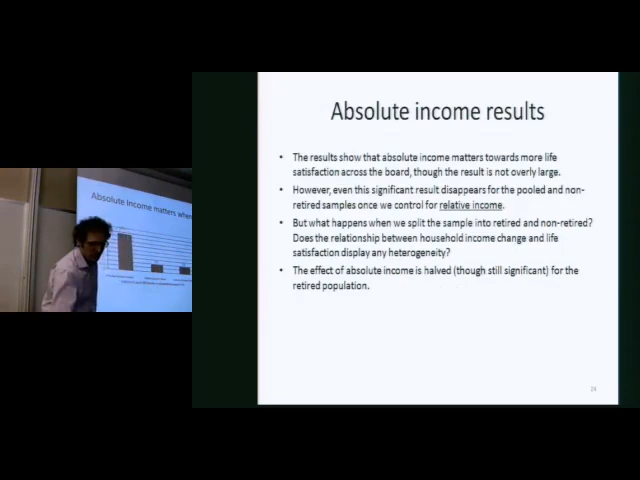 Absolute income results
• The results show that absolute income matters towards more life
satisfaction across the board, though the result is not overly large.
• However, even this significant result disappears for the pooled and non-
retired samples once we control for relative income.
• But what happens when we split the sample into retired and non-retired?
Does the relationship between household income change and life
satisfaction display any heterogeneity?
• The effect of absolute income is halved (though still significant) for the
retired population.
24
Absolute Income matters when